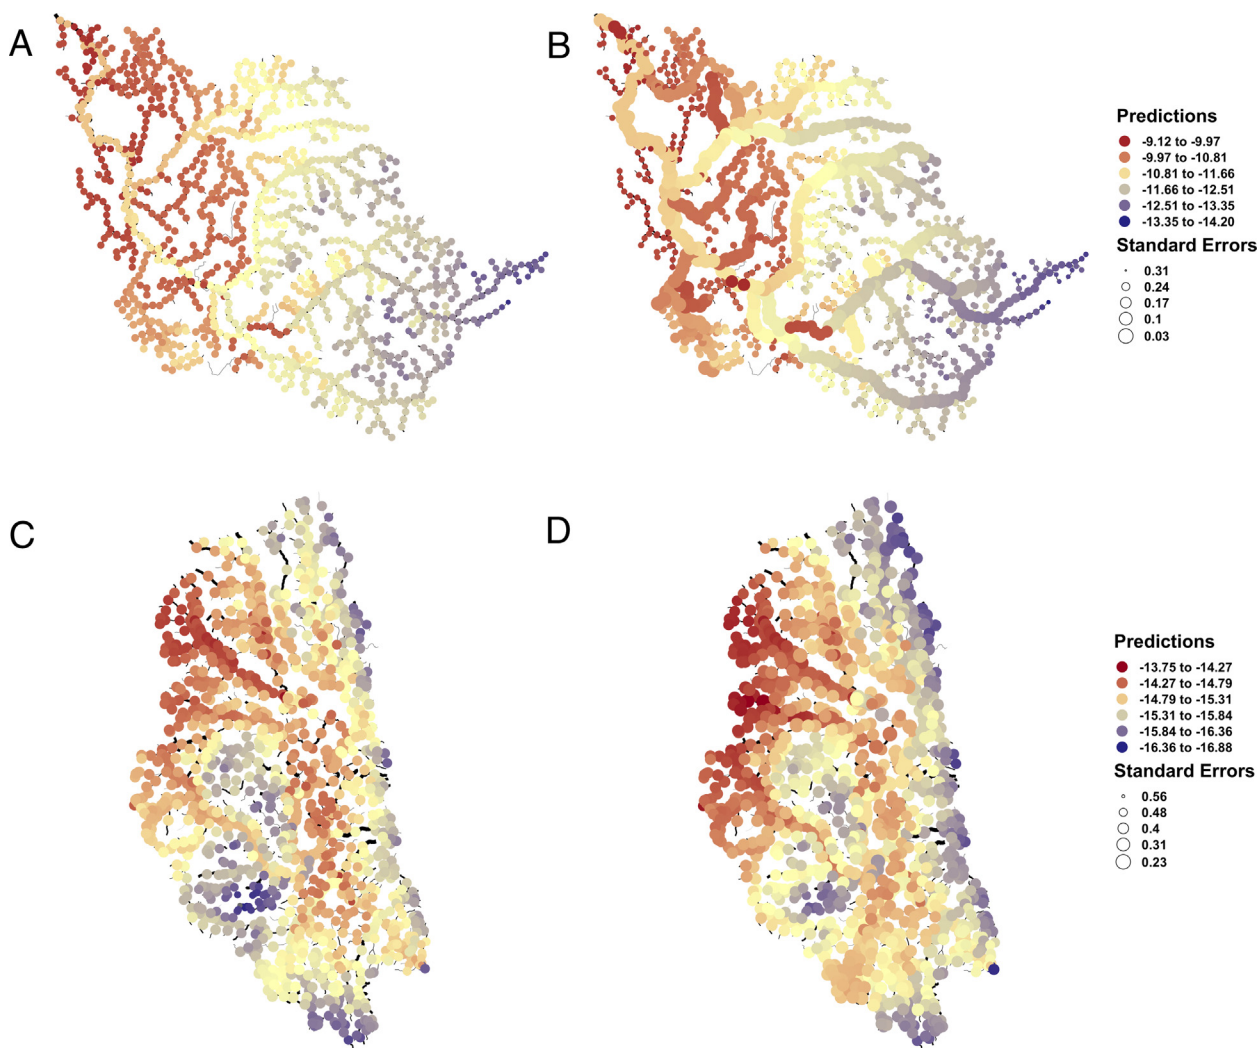 A
B
Predictions
-9.12 to -9.97
-9.97 to -10.81
-10.81 to -11.66
-11.66 to -12.51
-12.51 to -13.35
-13.35 to -14.20
Standard Errors
0.31
0.24
0.17
0.1
0.03
C
D
Predictions
-13.75 to -14.27
-14.27 to -14.79
-14.79 to -15.31
-15.31 to -15.84
-15.84 to -16.36
-16.36 to -16.88
Standard Errors
0.56
0.48
0.4
0.31
0.23